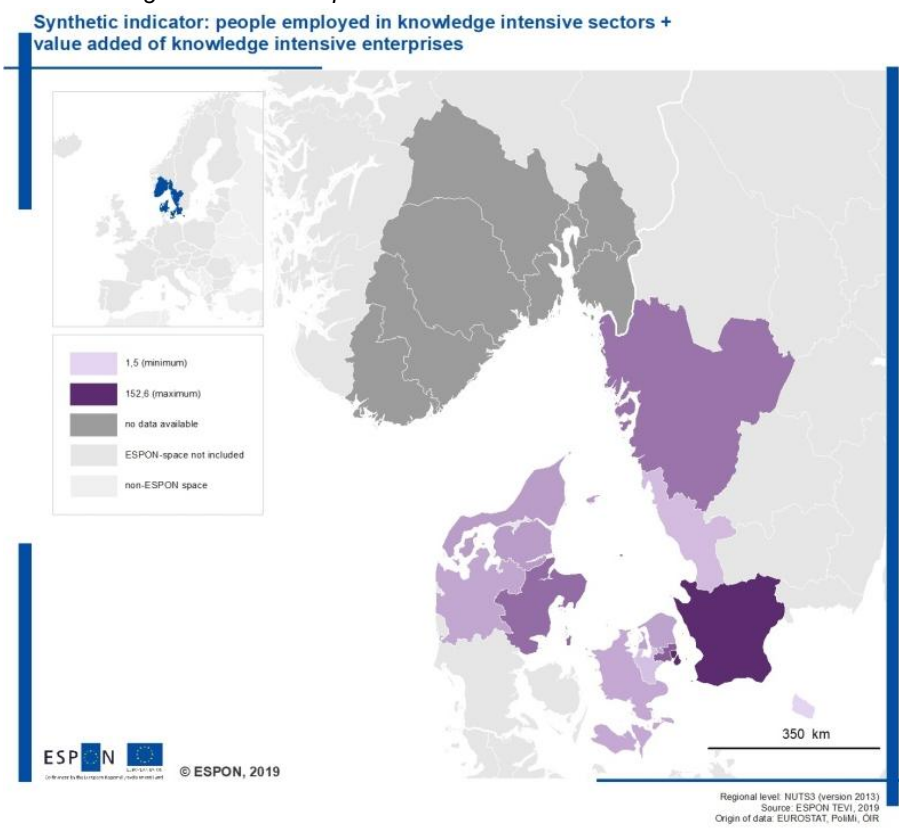 Synthetic indicator: people employed in knowledge intensive sectors +
value added of knowledge intensive enterprises
1,5 (minimum)
152,6 (maximum)
no data available
ESPON-space not included
non-ESPON space
350 km
ESPON
© ESPON, 2019
Regional level: NUTS3 (version 2013)
Source: ESPON TEVI, 2019
Origin of data: EUROSTAT, PoliMi, ÖIR